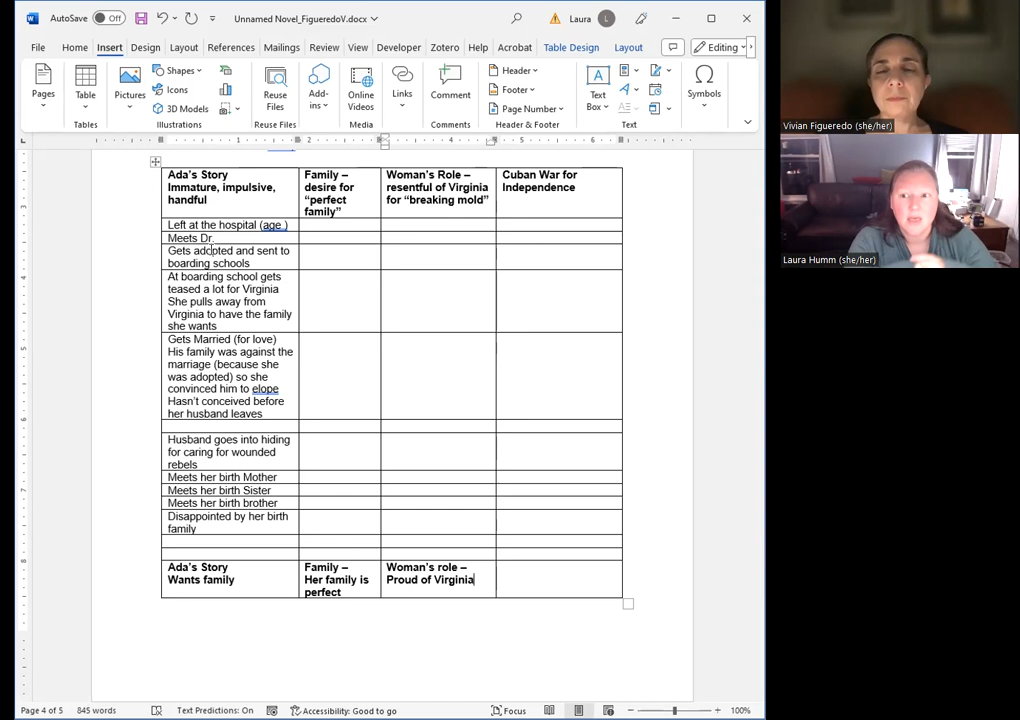 AutoSave Off Unnamed Novel_FigueredoV.docx Laura L
File Home Insert Design Layout References Mailings Review View Developer Zotero Help Acrobat Table Design Layout Editing
Pages Table Pictures Shapes Icons 3D Models Reuse Files Add-ins Online Videos Links Comment Header Footer Page Number Text Box Symbols
Tables Illustrations Reuse Files Media Comments Header & Footer Text
Ada's Story
Immature, impulsive,
handful
Family –
desire for
“perfect
family”
Woman's Role –
resentful of Virginia
for “breaking mold”
Cuban War for
Independence
Left at the hospital (age )
Meets Dr.
Gets adopted and sent to
boarding schools
At boarding school gets
teased a lot for Virginia
She pulls away from
Virginia to have the family
she wants
Gets Married (for love)
His family was against the
marriage (because she
was adopted) so she
convinced him to elope
Hasn't conceived before
her husband leaves
Husband goes into hiding
for caring for wounded
rebels
Meets her birth Mother
Meets her birth Sister
Meets her birth brother
Disappointed by her birth
family
Ada's Story
Wants family
Family –
Her family is
perfect
Woman's role –
Proud of Virginia
Page 4 of 5 845 words Text Predictions: On Accessibility: Good to go Focus 100%
Vivian Figueredo (she/her)
Laura Humm (she/her)